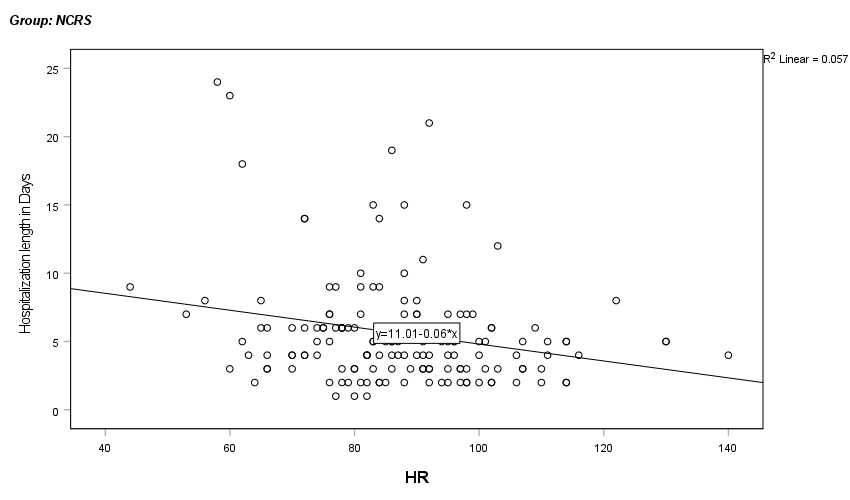 Group: NCRS
R2 Linear = 0.057
25
20
15
10
5
0
Hospitalization length in Days
y=11.01-0.06*x
40 60 80 100 120 140
HR